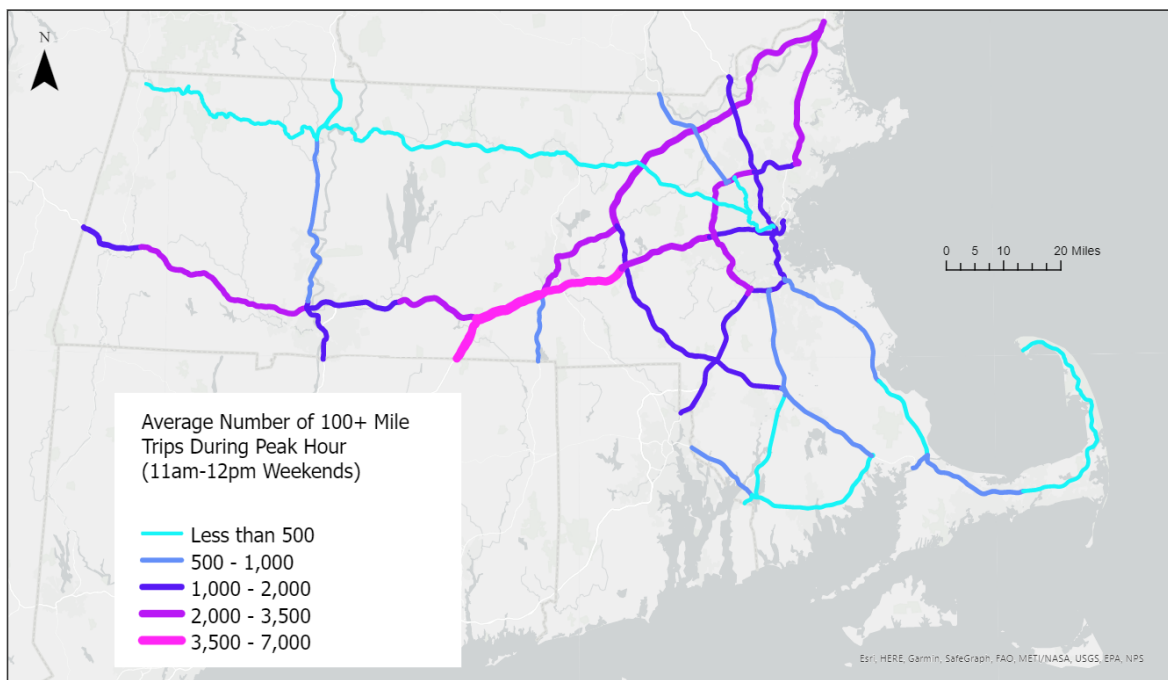 N
0 5 10 20 Miles
Average Number of 100+ Mile
Trips During Peak Hour
(11am-12pm Weekends)
Less than 500
500 - 1,000
1,000 - 2,000
2,000 - 3,500
3,500 - 7,000
Esri, HERE, Garmin, SafeGraph, FAO, METI/NASA, USGS, EPA, NPS